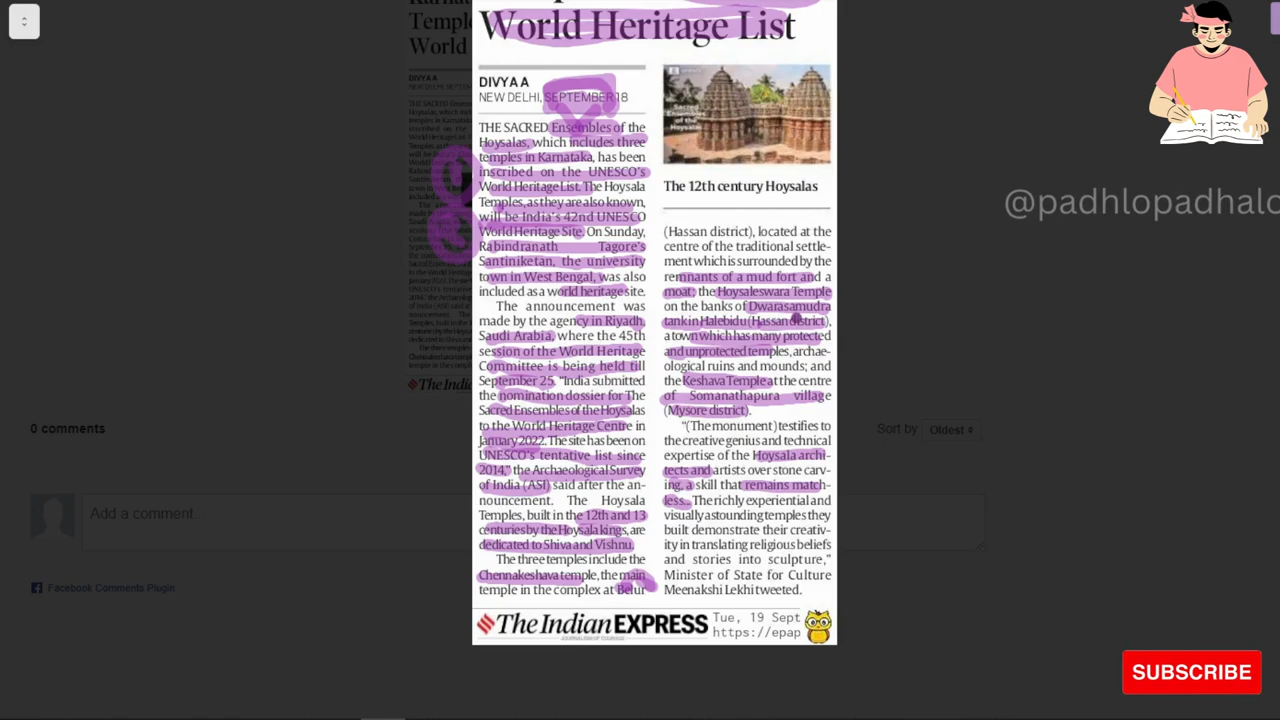 World Heritage List
DIVYA A
NEW DELHI, SEPTEMBER 18
THE SACRED Ensembles of the
Hoysalas, which includes three
temples in Karnataka, has been
inscribed on the UNESCO's
World Heritage List. The Hoysala
Temples, as they are also known,
will be India's 42nd UNESCO
World Heritage Site. On Sunday,
Rabindranath Tagore's
Santiniketan, the university
town in West Bengal, was also
included as a world heritage site.
The announcement was
made by the agency in Riyadh,
Saudi Arabia, where the 45th
session of the World Heritage
Committee is being held till
September 25. “India submitted
the nomination dossier for The
Sacred Ensembles of the Hoysalas
to the World Heritage Centre in
January 2022. The site has been on
UNESCO's tentative list since
2014,” the Archaeological Survey
of India (ASI) said after the an-
nouncement. The Hoysala
Temples, built in the 12th and 13
centuries by the Hoysala kings, are
dedicated to Shiva and Vishnu.
The three temples include the
Chennakeshava temple, the main
temple in the complex at Belur
Sacred
Ensembles
of the
Hoysalas
The 12th century Hoysalas
(Hassan district), located at the
centre of the traditional settle-
ment which is surrounded by the
remnants of a mud fort and a
moat; the Hoysaleswara Temple
on the banks of Dwarasamudra
tank in Halebidu (Hassan district),
a town which has many protected
and unprotected temples, archae-
ological ruins and mounds; and
the Keshava Temple at the centre
of Somanathapura village
(Mysore district).
“(The monument) testifies to
the creative genius and technical
expertise of the Hoysala archi-
tects and artists over stone carv-
ing, a skill that remains match-
less... The richly experiential and
visually astounding temples they
built demonstrate their creativ-
ity in translating religious beliefs
and stories into sculpture,”
Minister of State for Culture
Meenakshi Lekhi tweeted.
The Indian EXPRESS
JOURNALISM OF COURAGE
Tue, 19 Sept
https://epap
@padhlopadhalo
0 comments
Sort by Oldest
Add a comment
Facebook Comments Plugin
SUBSCRIBE